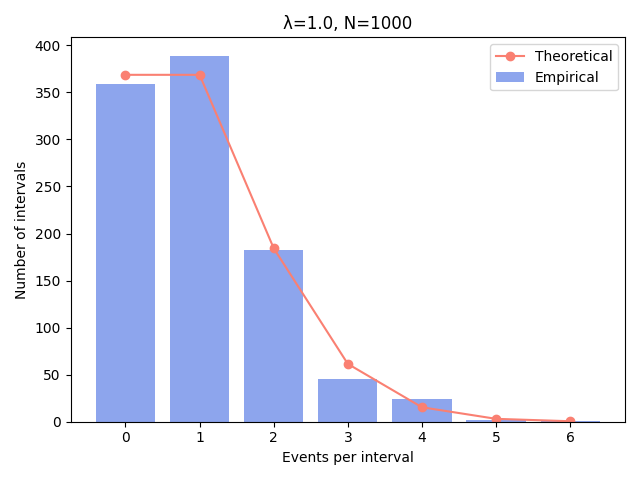 λ=1.0, N=1000
Number of intervals
400
350
300
250
200
150
100
50
0
Theoretical
Empirical
0 1 2 3 4 5 6
Events per interval